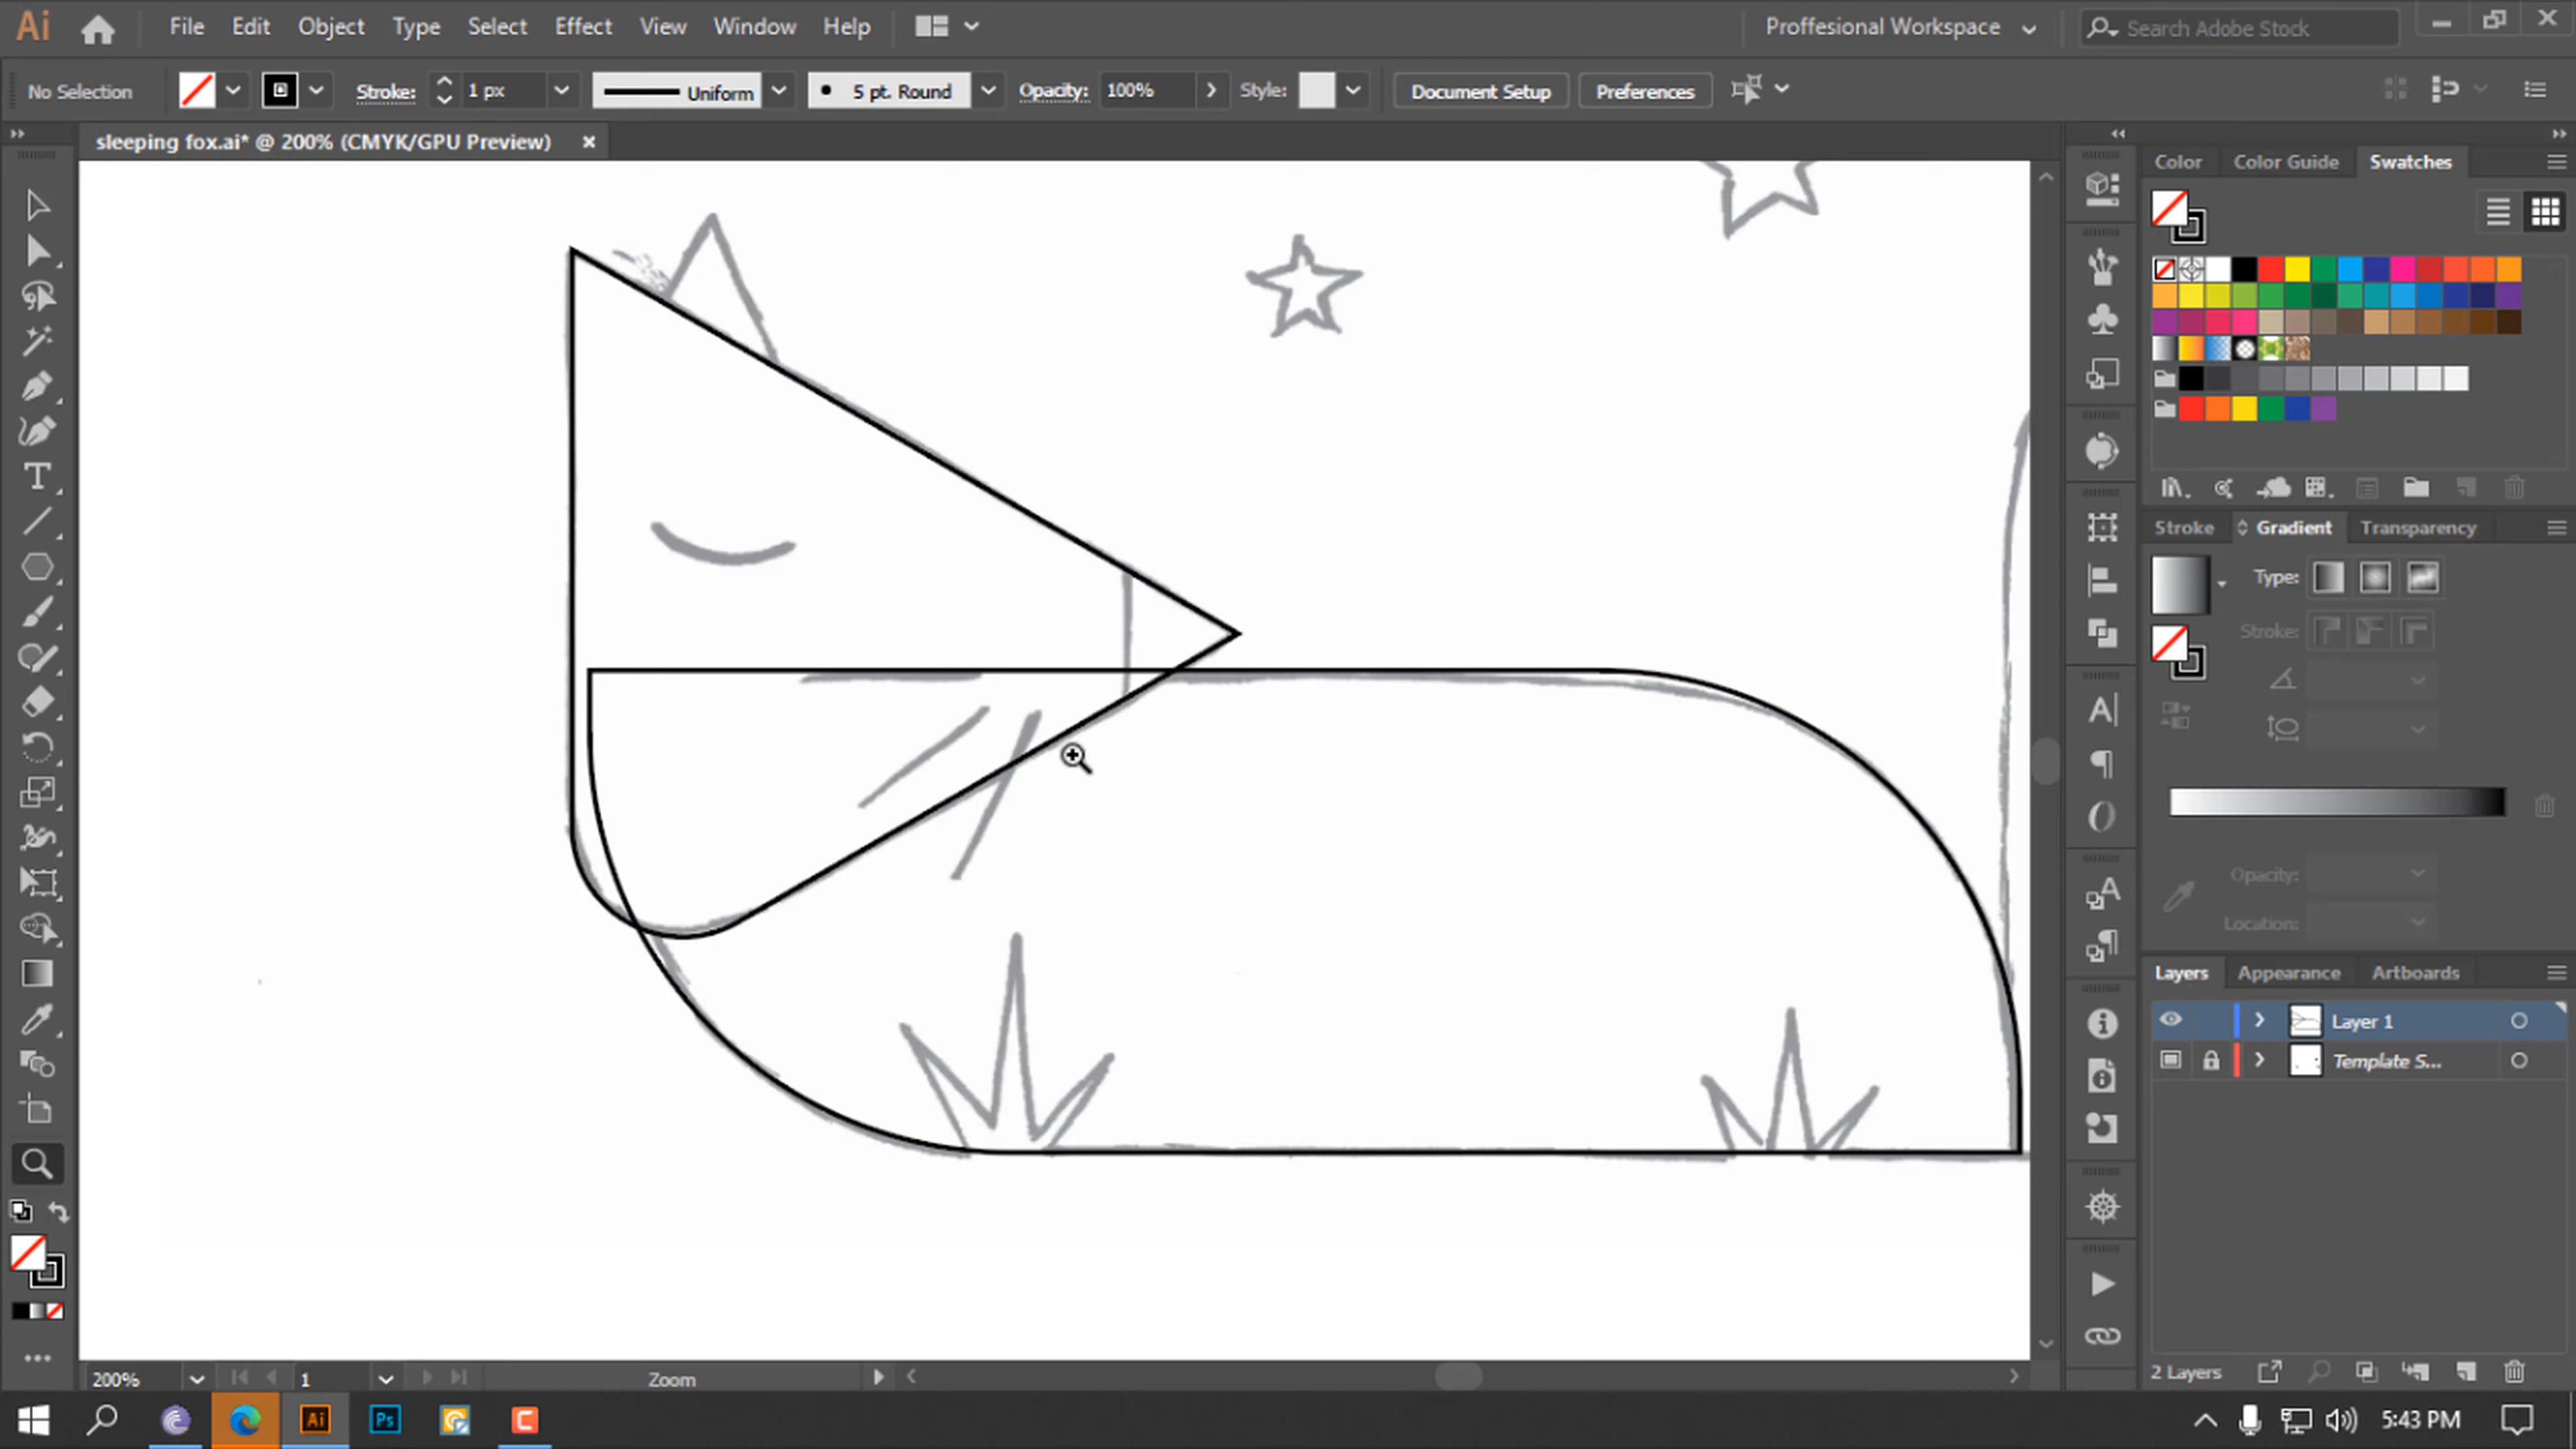 Ai File Edit Object Type Select Effect View Window Help Proffesional Workspace Search Adobe Stock
No Selection Stroke: 1 px Uniform 5 pt. Round Opacity: 100% Style: Document Setup Preferences
sleeping fox.ai* @ 200% (CMYK/GPU Preview)
Color Color Guide Swatches
Stroke Gradient Transparency
Type:
Stroke:
Opacity:
Location:
Layers Appearance Artboards
Layer 1
Template S...
2 Layers
200% 1 Zoom
Ai Ps C 5:43 PM